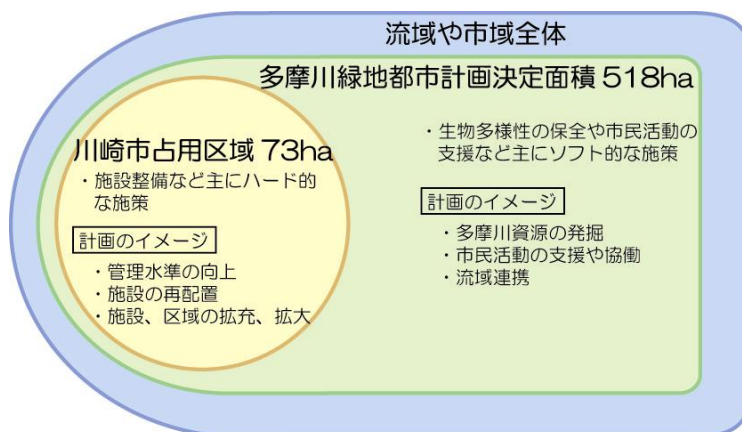 流域や市域全体
多摩川緑地都市計画決定面積 518ha
川崎市占用区域 73ha
・施設整備など主にハード的
な施策
計画のイメージ
・管理水準の向上
・施設の再配置
・施設、区域の拡充、拡大
・生物多様性の保全や市民活動の
支援など主にソフト的な施策
計画のイメージ
・多摩川資源の発掘
・市民活動の支援や協働
・流域連携